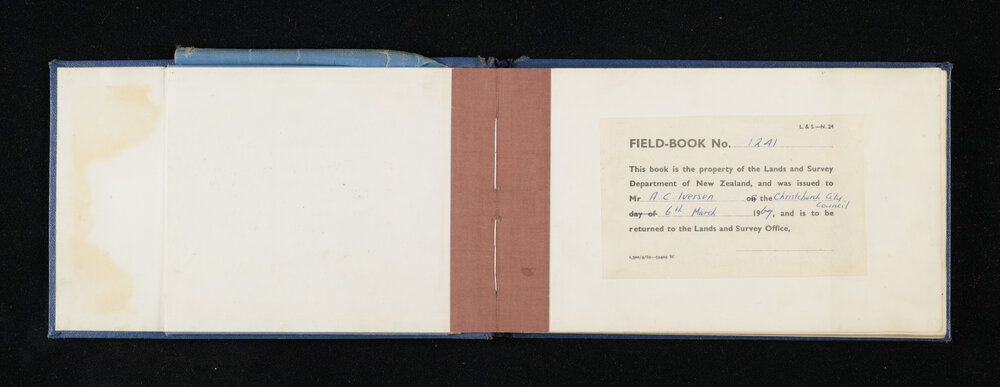 L. & S.—N. 24
FIELD-BOOK No. 1241
This book is the property of the Lands and Survey
Department of New Zealand, and was issued to
Mr A. C. Iversen of the Christchurch City
Council
day of 6th March 1967, and is to be
returned to the Lands and Survey Office,